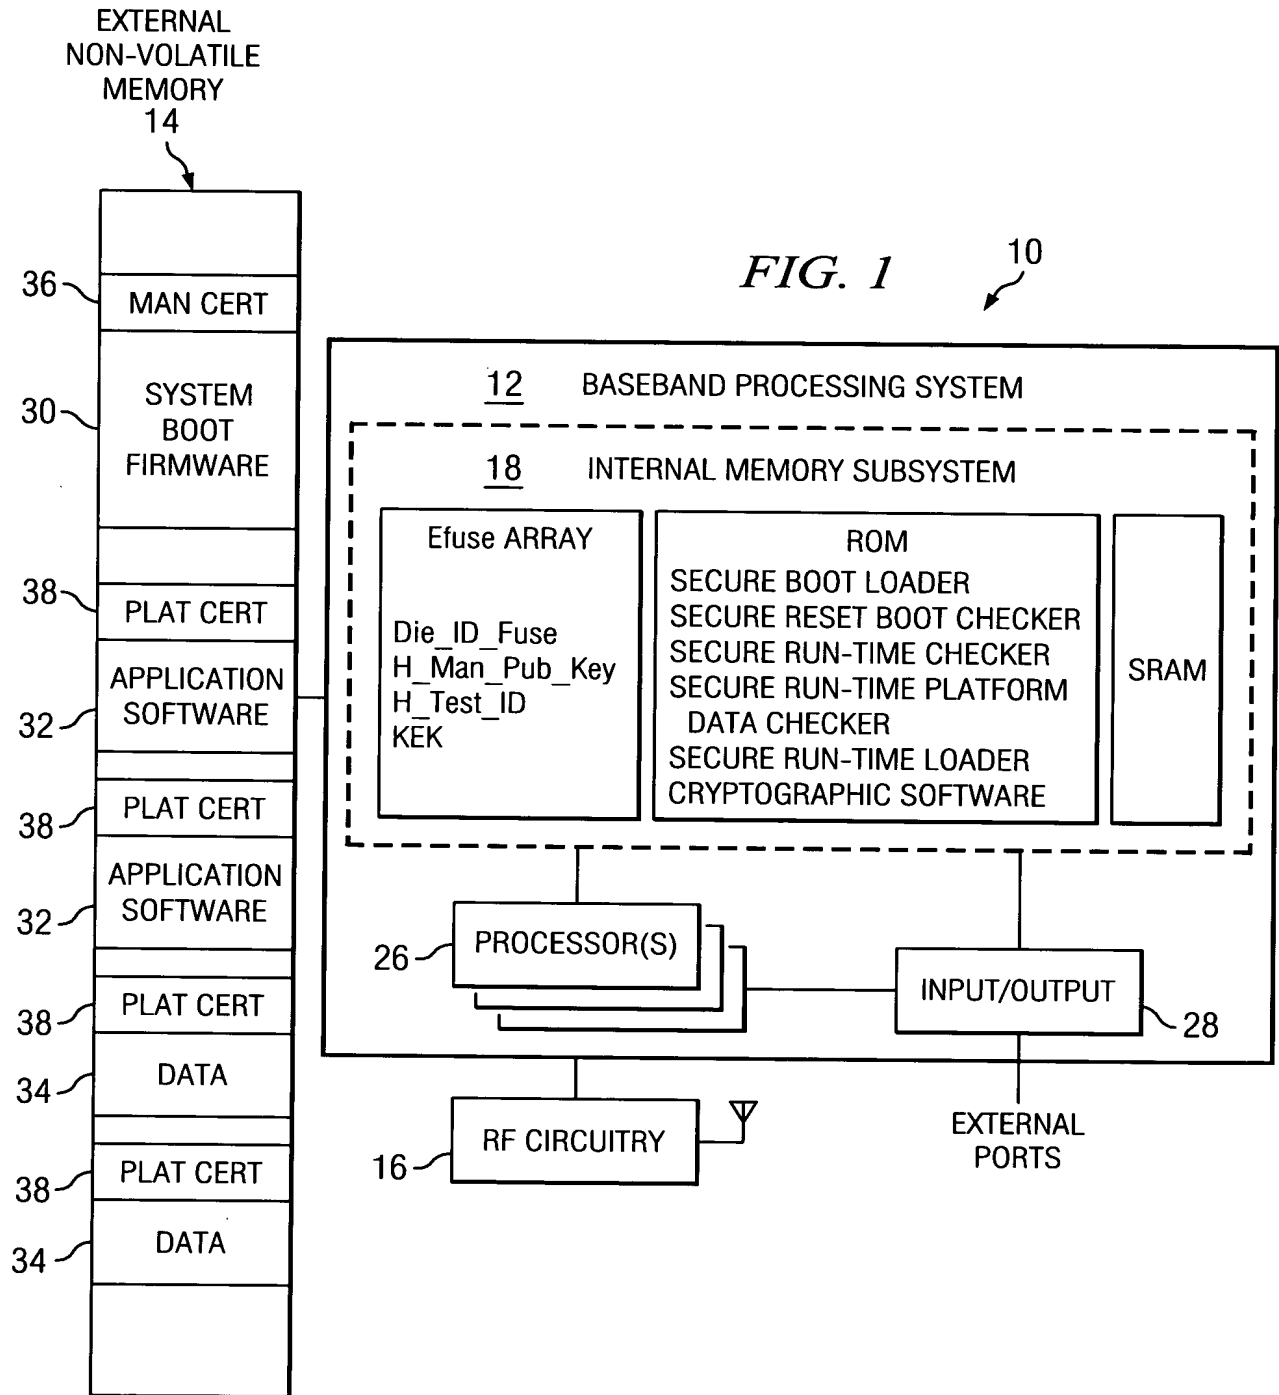 EXTERNAL
NON-VOLATILE
MEMORY
14
FIG. 1
10
36
MAN CERT
30
SYSTEM
BOOT
FIRMWARE
38
PLAT CERT
32
APPLICATION
SOFTWARE
38
PLAT CERT
32
APPLICATION
SOFTWARE
38
PLAT CERT
34
DATA
38
PLAT CERT
34
DATA
12 BASEBAND PROCESSING SYSTEM
18 INTERNAL MEMORY SUBSYSTEM
Efuse ARRAY
Die_ID_Fuse
H_Man_Pub_Key
H_Test_ID
KEK
ROM
SECURE BOOT LOADER
SECURE RESET BOOT CHECKER
SECURE RUN-TIME CHECKER
SECURE RUN-TIME PLATFORM
DATA CHECKER
SECURE RUN-TIME LOADER
CRYPTOGRAPHIC SOFTWARE
SRAM
26
PROCESSOR(S)
INPUT/OUTPUT
28
16
RF CIRCUITRY
EXTERNAL
PORTS